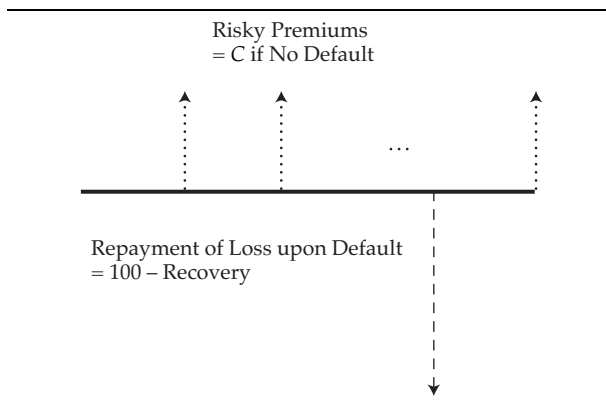 Risky Premiums
= C if No Default
...
Repayment of Loss upon Default
= 100 – Recovery